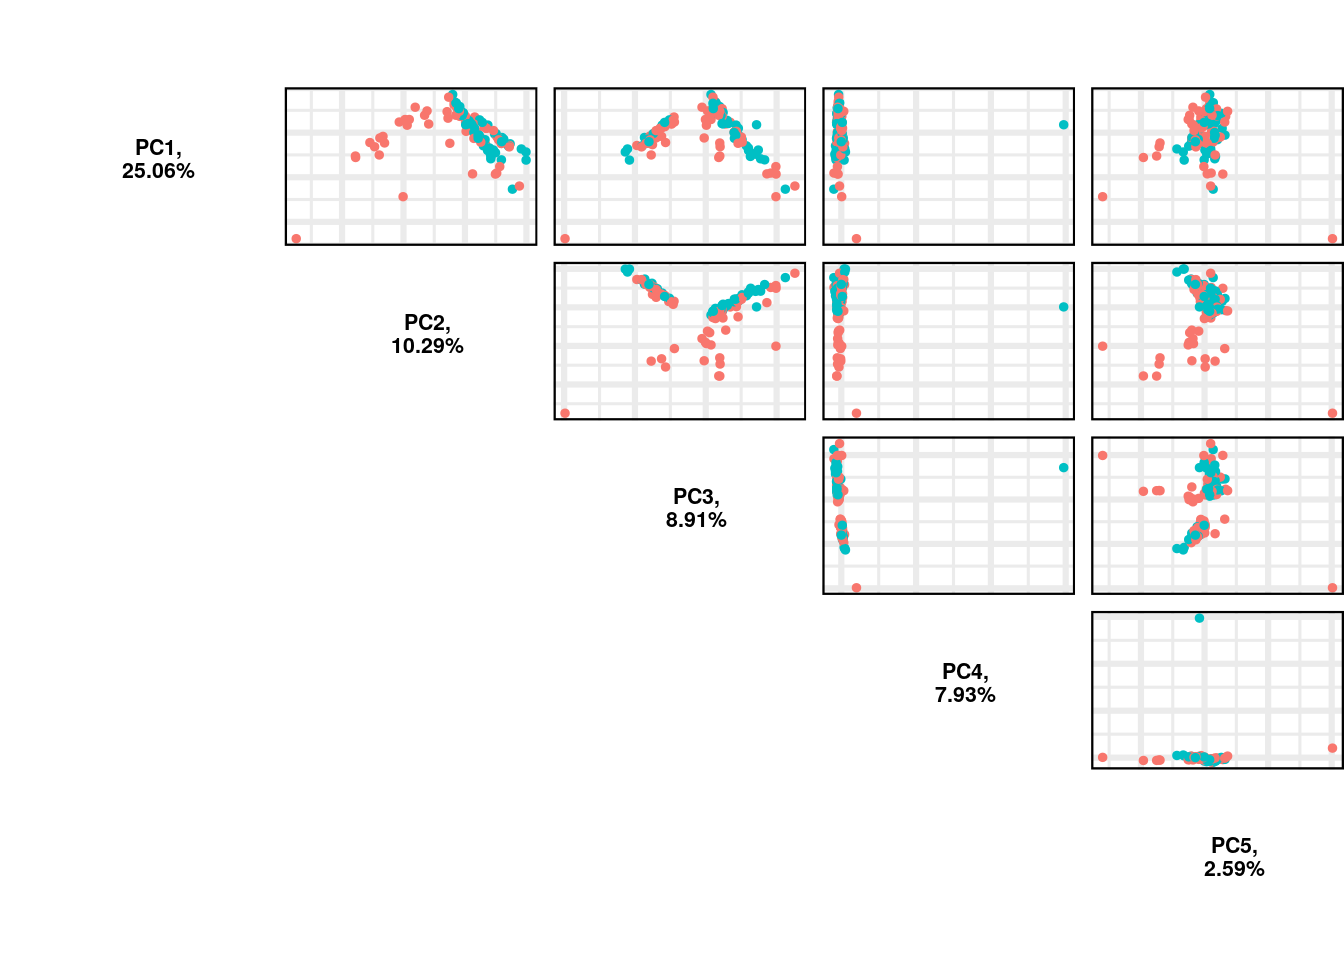 PC1,
25.06%
PC2,
10.29%
PC3,
8.91%
PC4,
7.93%
PC5,
2.59%